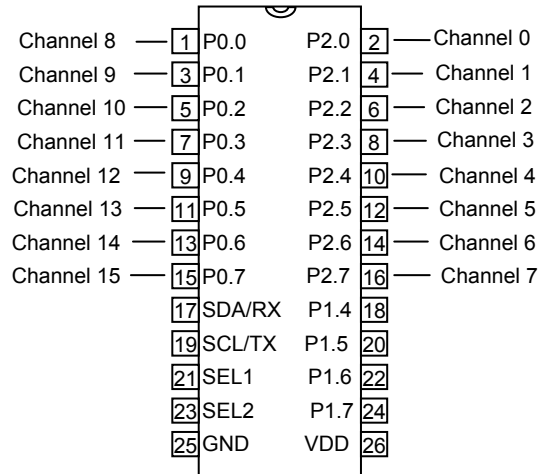 Channel 8 1 P0.0 P2.0 2 Channel 0
Channel 9 3 P0.1 P2.1 4 Channel 1
Channel 10 5 P0.2 P2.2 6 Channel 2
Channel 11 7 P0.3 P2.3 8 Channel 3
Channel 12 9 P0.4 P2.4 10 Channel 4
Channel 13 11 P0.5 P2.5 12 Channel 5
Channel 14 13 P0.6 P2.6 14 Channel 6
Channel 15 15 P0.7 P2.7 16 Channel 7
17 SDA/RX P1.4 18
19 SCL/TX P1.5 20
21 SEL1 P1.6 22
23 SEL2 P1.7 24
25 GND VDD 26